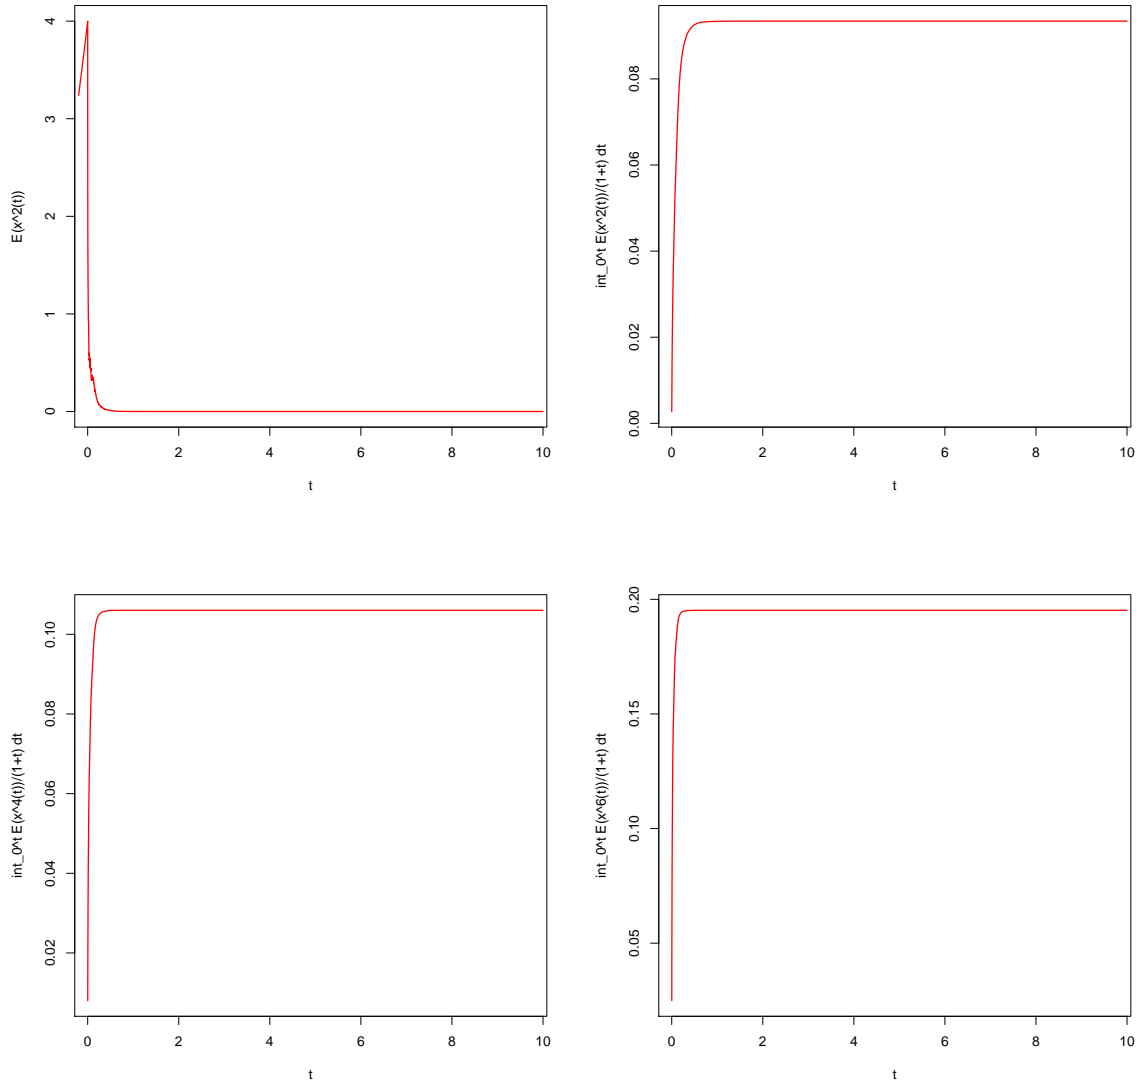 4
3
2
1
0
E(x^2(t))
0 2 4 6 8 10
t
0.08
0.06
0.04
0.02
0.00
int_0^t E(x^2(t))/(1+t) dt
0 2 4 6 8 10
t
0.10
0.08
0.06
0.04
0.02
int_0^t E(x^4(t))/(1+t) dt
0 2 4 6 8 10
t
0.20
0.15
0.10
0.05
int_0^t E(x^6(t))/(1+t) dt
0 2 4 6 8 10
t